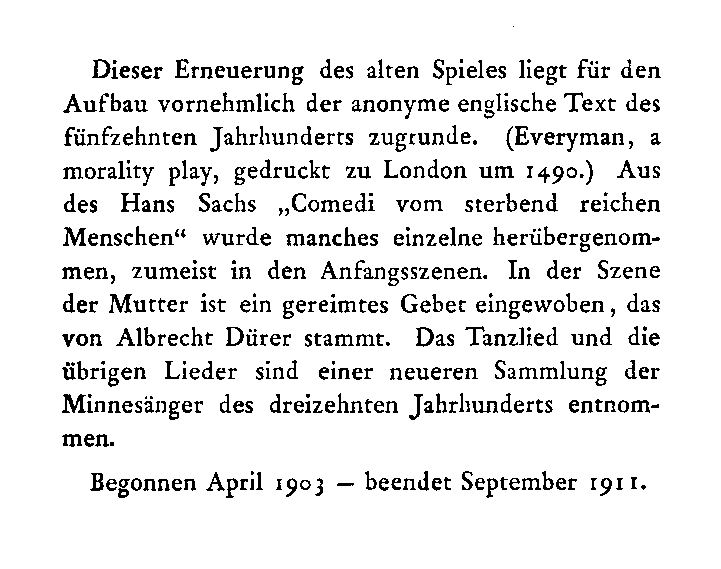 Dieser Erneuerung des alten Spieles liegt für den
Aufbau vornehmlich der anonyme englische Text des
fünfzehnten Jahrhunderts zugrunde. (Everyman, a
morality play, gedruckt zu London um 1490.) Aus
des Hans Sachs „Comedi vom sterbend reichen
Menschen“ wurde manches einzelne herübergenom-
men, zumeist in den Anfangsszenen. In der Szene
der Mutter ist ein gereimtes Gebet eingewoben, das
von Albrecht Dürer stammt. Das Tanzlied und die
übrigen Lieder sind einer neueren Sammlung der
Minnesänger des dreizehnten Jahrhunderts entnom-
men.
Begonnen April 1903 — beendet September 1911.